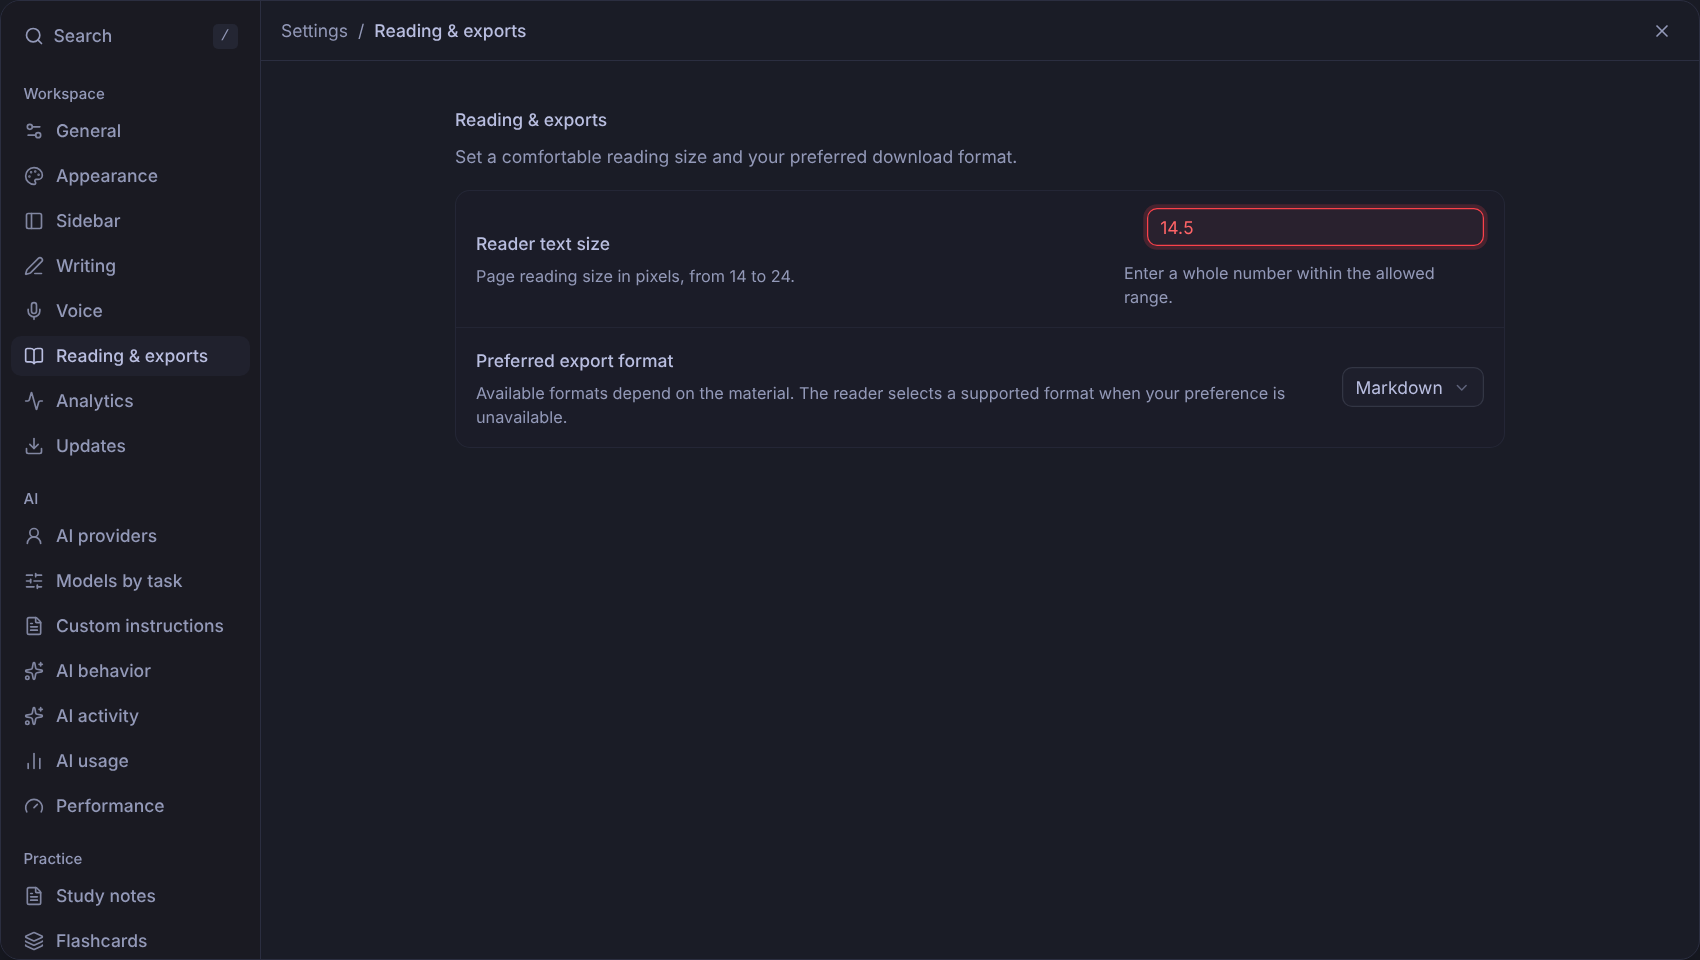 Search /
Workspace
General
Appearance
Sidebar
Writing
Voice
Reading & exports
Analytics
Updates
AI
AI providers
Models by task
Custom instructions
AI behavior
AI activity
AI usage
Performance
Practice
Study notes
Flashcards
Settings / Reading & exports
Reading & exports
Set a comfortable reading size and your preferred download format.
Reader text size
Page reading size in pixels, from 14 to 24.
14.5
Enter a whole number within the allowed
range.
Preferred export format
Available formats depend on the material. The reader selects a supported format when your preference is
unavailable.
Markdown